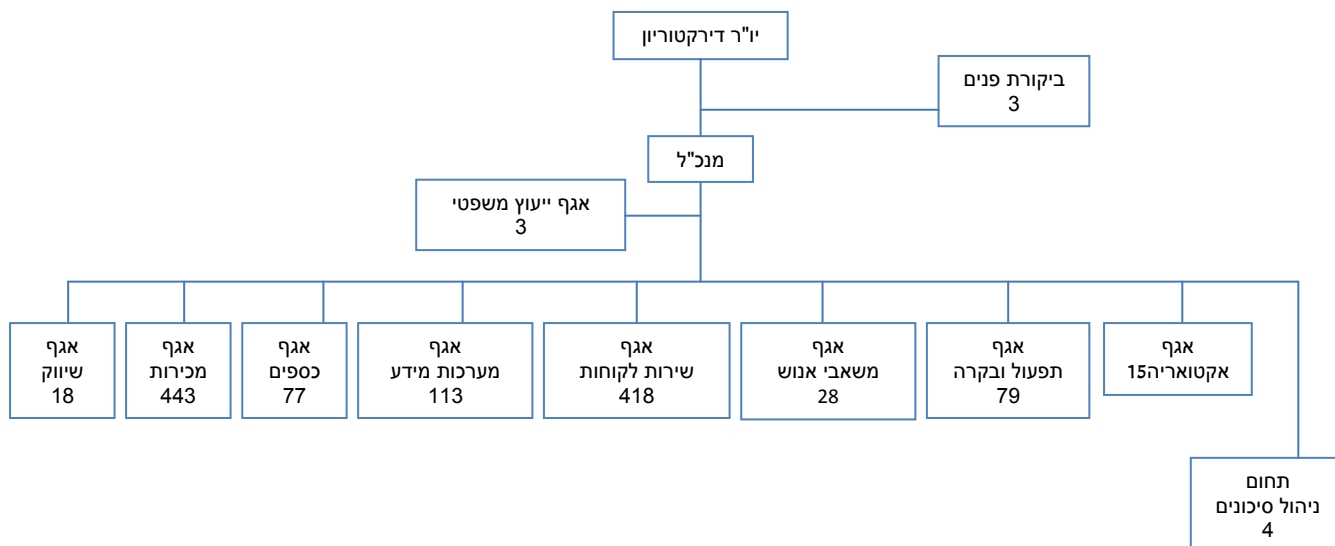 יו"ר דירקטוריון
ביקורת פנים
3
מנכ"ל
אגף ייעוץ משפטי
3
אגף
אקטואריה15
אגף
תפעול ובקרה
79
אגף
משאבי אנוש
28
אגף
שירות לקוחות
418
אגף
מערכות מידע
113
אגף
כספים
77
אגף
מכירות
443
אגף
שיווק
18
תחום
ניהול סיכונים
4